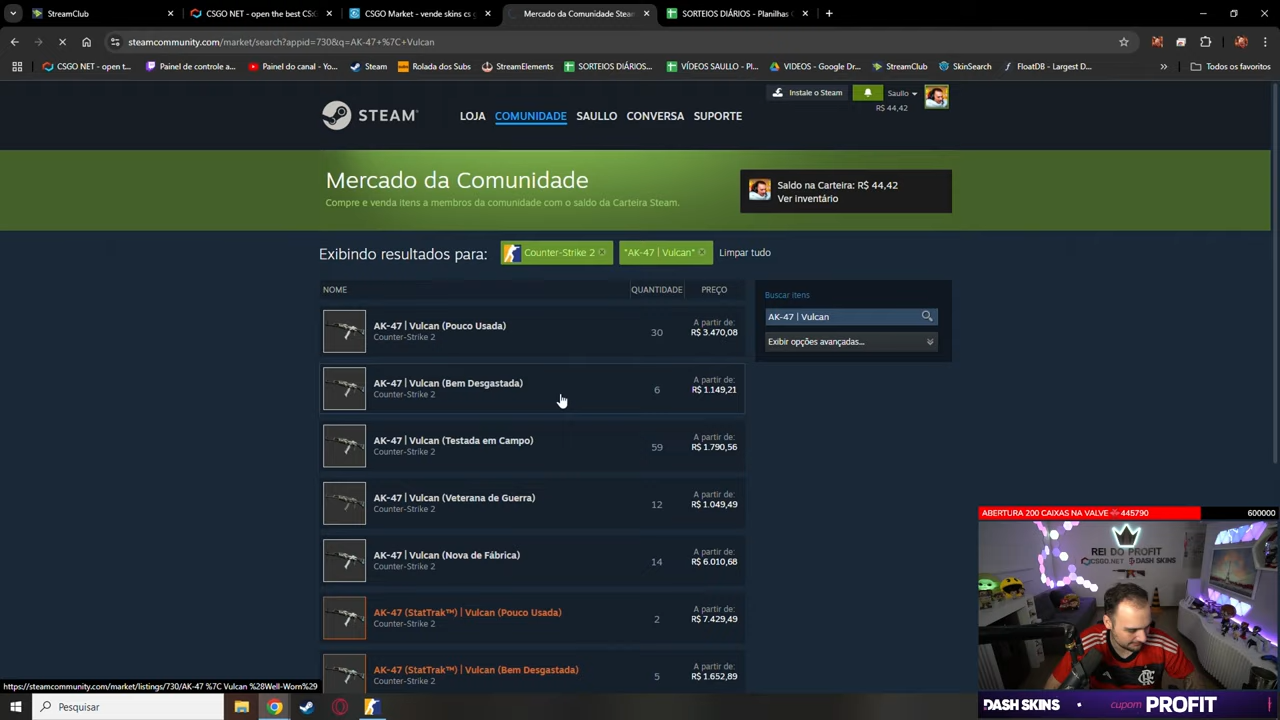 StreamClub
CSGO NET - open the best CS:G
CSGO Market - vende skins cs g
Mercado da Comunidade Steam
SORTEIOS DIÁRIOS - Planilhas G
steamcommunity.com/market/search?appid=730&q=AK-47+%7C+Vulcan
CSGO NET - open t...
Painel de controle a...
Painel do canal - Yo...
Steam
Rolada dos Subs
StreamElements
SORTEIOS DIÁRIOS...
VÍDEOS SAULLO - Pl...
VIDEOS - Google Dr...
StreamClub
SkinSearch
FloatDB - Largest D...
Todos os favoritos
Instale o Steam
Saullo
R$ 44,42
STEAM
LOJA
COMUNIDADE
SAULLO
CONVERSA
SUPORTE
Mercado da Comunidade
Compre e venda itens a membros da comunidade com o saldo da Carteira Steam.
Saldo na Carteira: R$ 44,42
Ver inventário
Exibindo resultados para:
Counter-Strike 2
"AK-47 | Vulcan"
Limpar tudo
NOME
QUANTIDADE
PREÇO
Buscar itens
AK-47 | Vulcan
Exibir opções avançadas...
AK-47 | Vulcan (Pouco Usada)
Counter-Strike 2
30
A partir de:
R$ 3.470,08
AK-47 | Vulcan (Bem Desgastada)
Counter-Strike 2
6
A partir de:
R$ 1.149,21
AK-47 | Vulcan (Testada em Campo)
Counter-Strike 2
59
A partir de:
R$ 1.790,56
AK-47 | Vulcan (Veterana de Guerra)
Counter-Strike 2
12
A partir de:
R$ 1.049,49
AK-47 | Vulcan (Nova de Fábrica)
Counter-Strike 2
14
A partir de:
R$ 6.010,68
AK-47 (StatTrak™) | Vulcan (Pouco Usada)
Counter-Strike 2
2
A partir de:
R$ 7.429,49
AK-47 (StatTrak™) | Vulcan (Bem Desgastada)
Counter-Strike 2
5
A partir de:
R$ 1.652,89
ABERTURA 200 CAIXAS NA VALVE
445790
600000
REI DO PROFIT
CSGO.NET
DASH SKINS
DASH SKINS
cupom PROFIT
https://steamcommunity.com/market/listings/730/AK-47 %7C Vulcan %28Well-Worn%29
Pesquisar